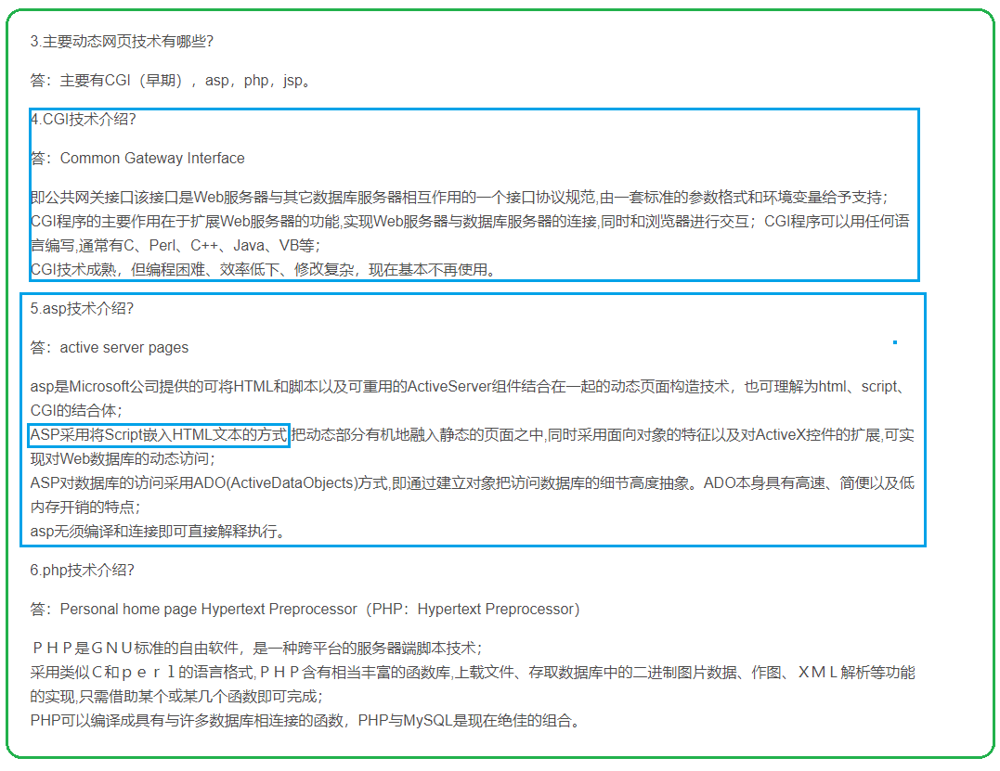 3.主要动态网页技术有哪些？
答：主要有CGI（早期），asp，php，jsp。
4.CGI技术介绍？
答：Common Gateway Interface
即公共网关接口该接口是Web服务器与其它数据库服务器相互作用的一个接口协议规范,由一套标准的参数格式和环境变量给予支持；
CGI程序的主要作用在于扩展Web服务器的功能,实现Web服务器与数据库服务器的连接,同时和浏览器进行交互；CGI程序可以用任何语
言编写,通常有C、Perl、C++、Java、VB等；
CGI技术成熟，但编程困难、效率低下、修改复杂，现在基本不再使用。
5.asp技术介绍？
答：active server pages
asp是Microsoft公司提供的可将HTML和脚本以及可重用的ActiveServer组件结合在一起的动态页面构造技术，也可理解为html、script、
CGI的结合体；
ASP采用将Script嵌入HTML文本的方式,把动态部分有机地融入静态的页面之中,同时采用面向对象的特征以及对ActiveX控件的扩展,可实
现对Web数据库的动态访问；
ASP对数据库的访问采用ADO(ActiveDataObjects)方式,即通过建立对象把访问数据库的细节高度抽象。ADO本身具有高速、简便以及低
内存开销的特点；
asp无须编译和连接即可直接解释执行。
6.php技术介绍？
答：Personal home page Hypertext Preprocessor（PHP：Hypertext Preprocessor）
ＰＨＰ是ＧＮＵ标准的自由软件，是一种跨平台的服务器端脚本技术；
采用类似Ｃ和ｐｅｒｌ的语言格式,ＰＨＰ含有相当丰富的函数库,上载文件、存取数据库中的二进制图片数据、作图、ＸＭＬ解析等功能
的实现,只需借助某个或某几个函数即可完成；
PHP可以编译成具有与许多数据库相连接的函数，PHP与MySQL是现在绝佳的组合。